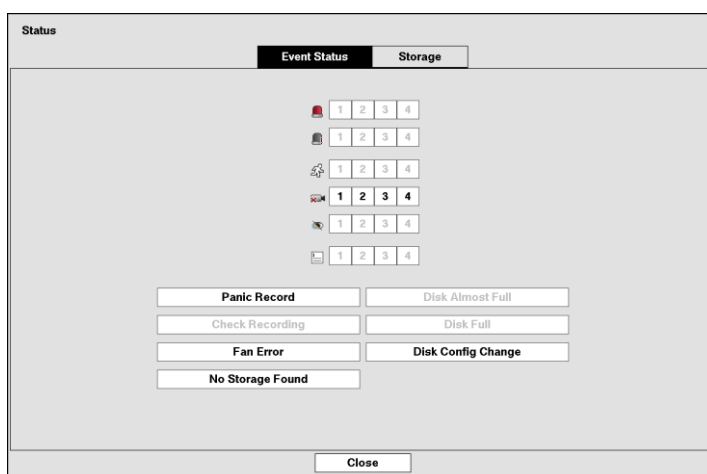 Status
Event Status Storage
1 2 3 4
1 2 3 4
1 2 3 4
1 2 3 4
1 2 3 4
1 2 3 4
Panic Record Disk Almost Full
Check Recording Disk Full
Fan Error Disk Config Change
No Storage Found
Close